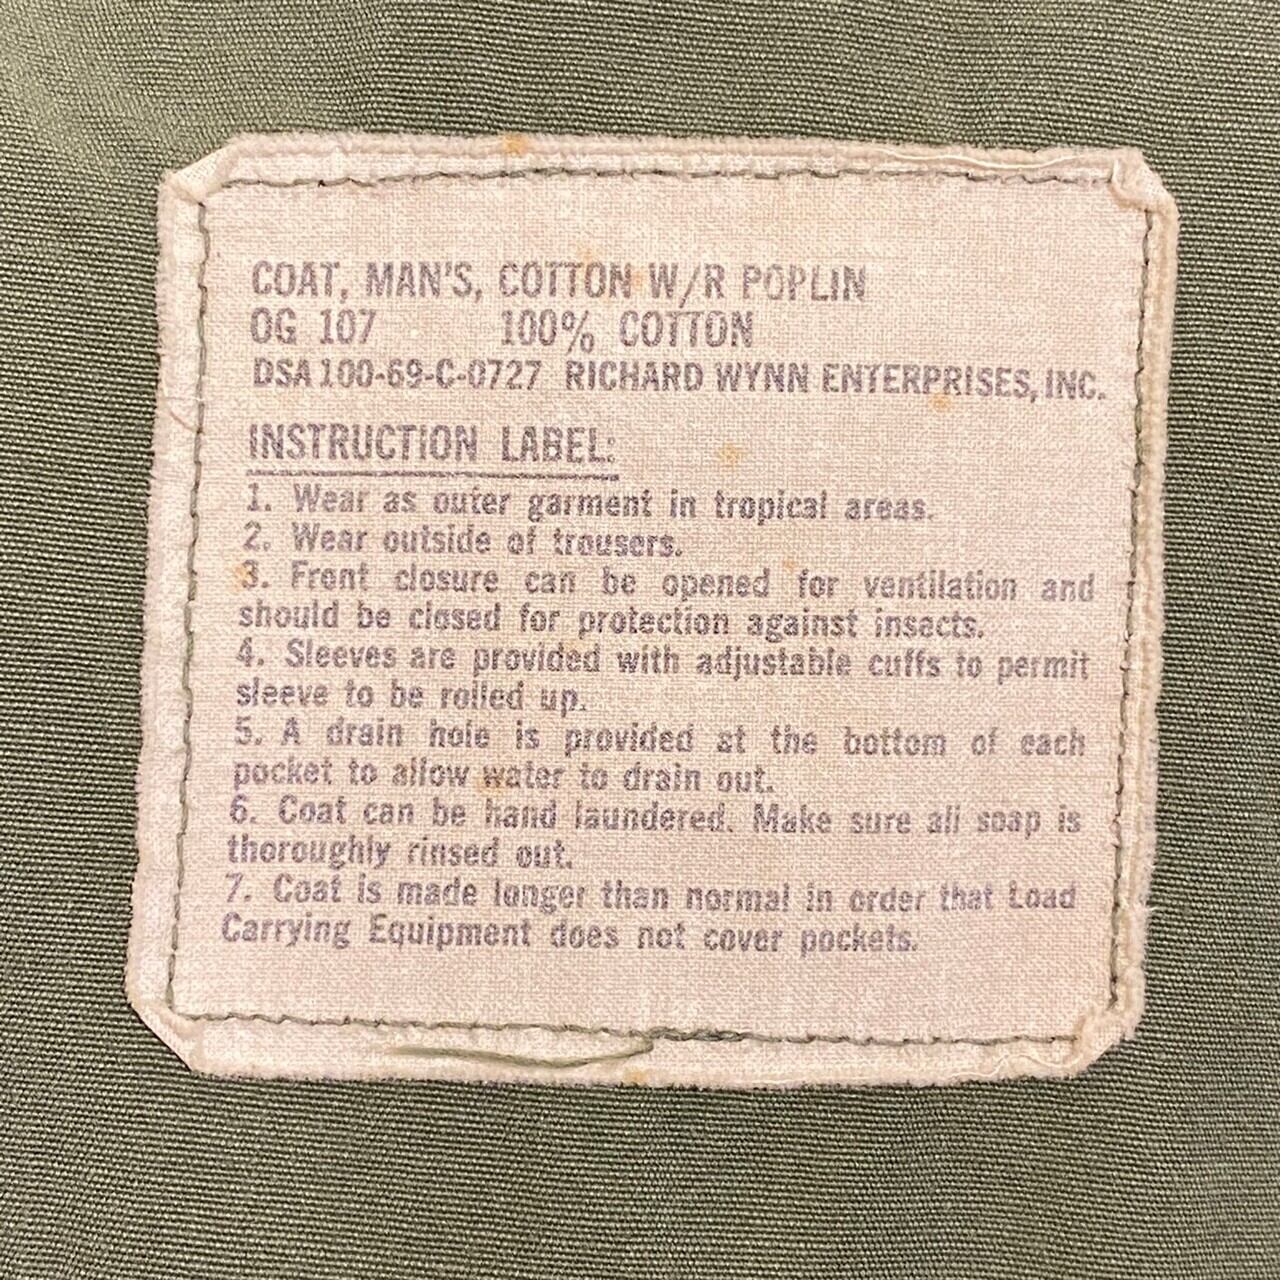 COAT, MAN'S, COTTON W/R POPLIN
OG 107 100% COTTON
DSA 100-69-C-0727 RICHARD WYNN ENTERPRISES, INC.
INSTRUCTION LABEL:
1. Wear as outer garment in tropical areas.
2. Wear outside of trousers.
3. Front closure can be opened for ventilation and
should be closed for protection against insects.
4. Sleeves are provided with adjustable cuffs to permit
sleeve to be rolled up.
5. A drain hole is provided at the bottom of each
pocket to allow water to drain out.
6. Coat can be hand laundered. Make sure all soap is
thoroughly rinsed out.
7. Coat is made longer than normal in order that Load
Carrying Equipment does not cover pockets.